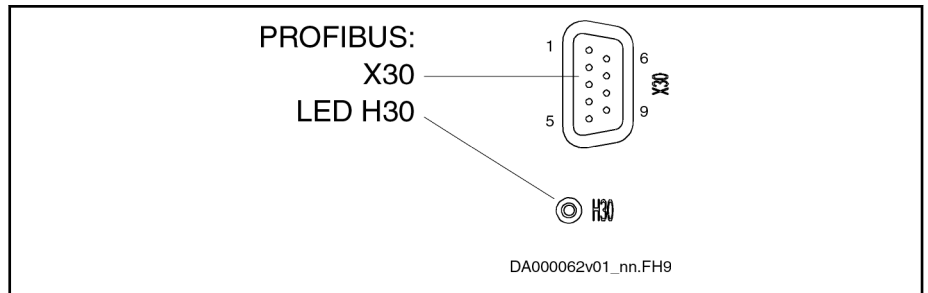 PROFIBUS:
X30
LED H30
1
6
X30
5
9
H30
DA000062v01_nn.FH9